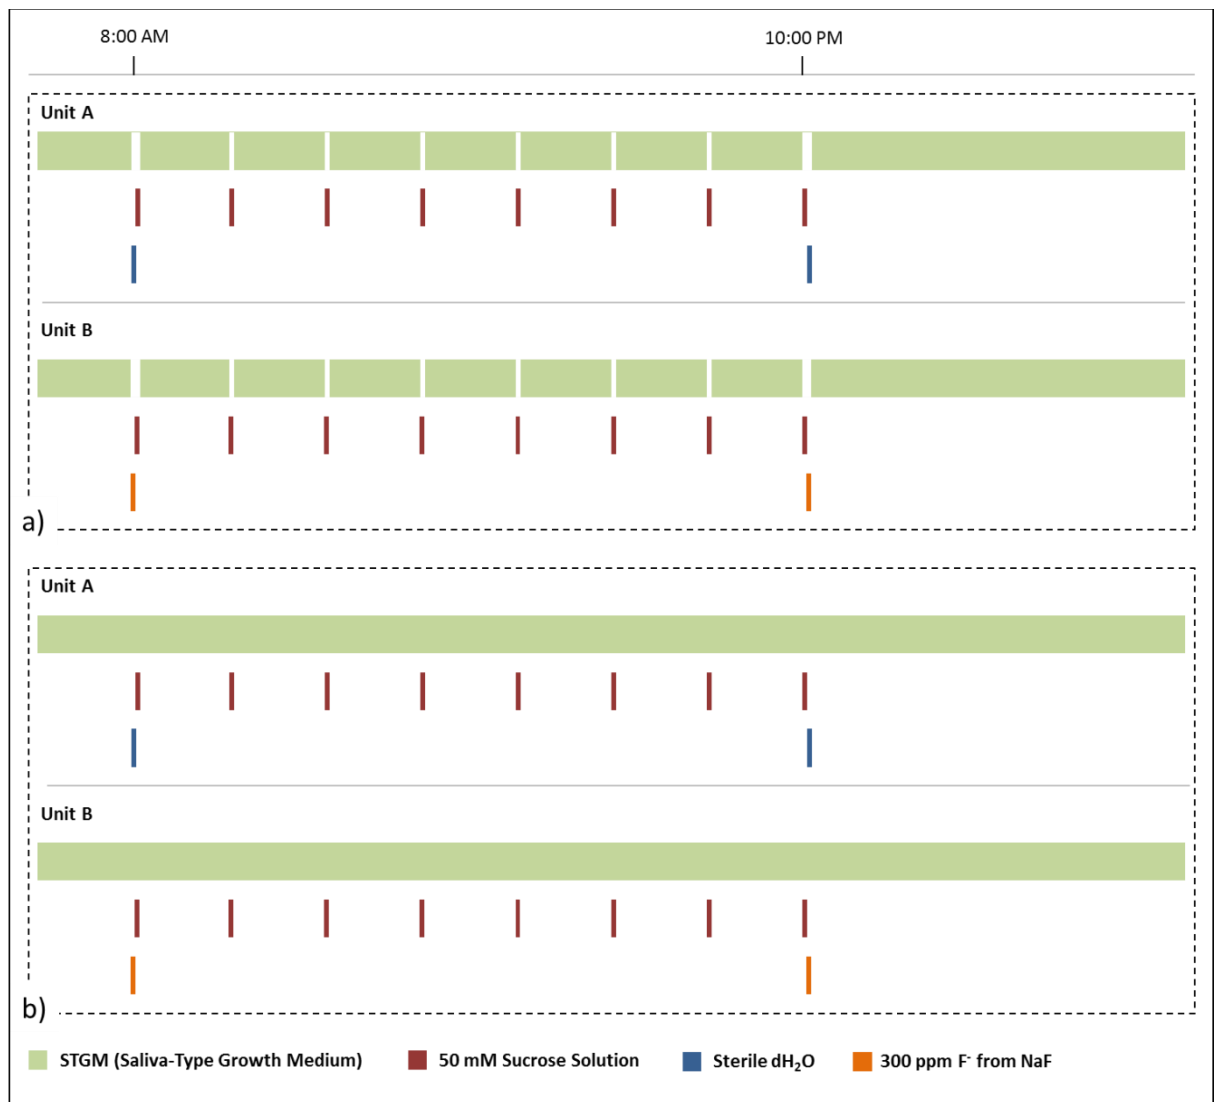 8:00 AM 10:00 PM
Unit A
Unit B
a)
Unit A
Unit B
b)
STGM (Saliva-Type Growth Medium) 50 mM Sucrose Solution Sterile dH₂O 300 ppm F⁻ from NaF